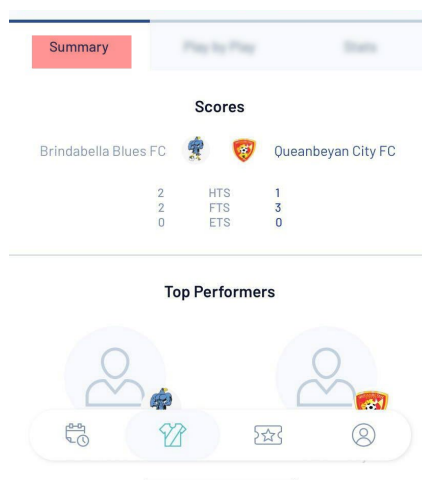 Summary
Scores
Brindabella Blues FC Queanbeyan City FC
2 HTS 1
2 FTS 3
0 ETS 0
Top Performers